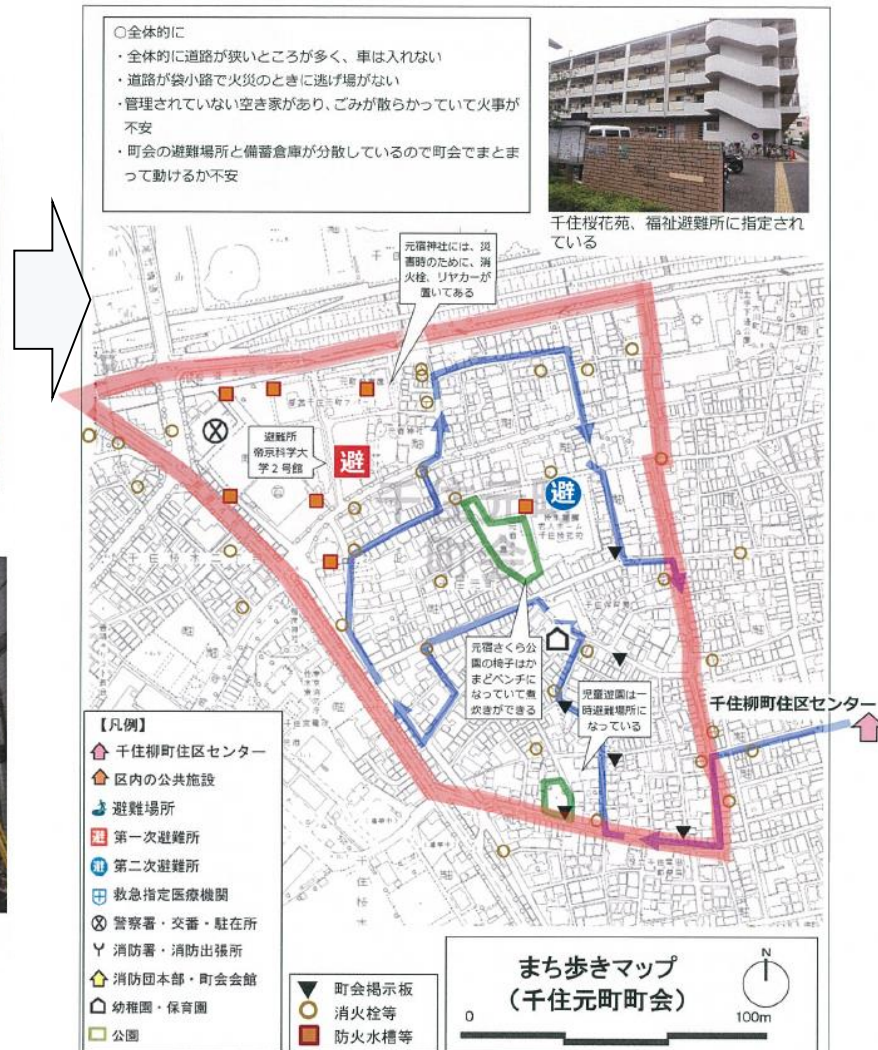 ○全体的に
・全体的に道路が狭いところが多く、車は入れない
・道路が袋小路で火災のときに逃げ場がない
・管理されていない空き家があり、ごみが散らかっていて火事が
不安
・町会の避難場所と備蓄倉庫が分散しているので町会でまとま
って動けるか不安
千住桜花苑、福祉避難所に指定され
ている
元宿神社には、災
害時のために、消
火栓、リヤカーが
置いてある
避難所
帝京科学大
学2号館
避
避
千住元町
町会
元宿さくら公
園の椅子はか
まどベンチに
なっていて煮
炊きができる
児童遊園は一
時避難場所に
なっている
千住柳町住区センター
【凡例】
千住柳町住区センター
区内の公共施設
避難場所
避 第一次避難所
避 第二次避難所
救急指定医療機関
警察署・交番・駐在所
消防署・消防出張所
消防団本部・町会会館
幼稚園・保育園
公園
町会掲示板
消火栓等
防火水槽等
まち歩きマップ
(千住元町町会)
N
0 100m